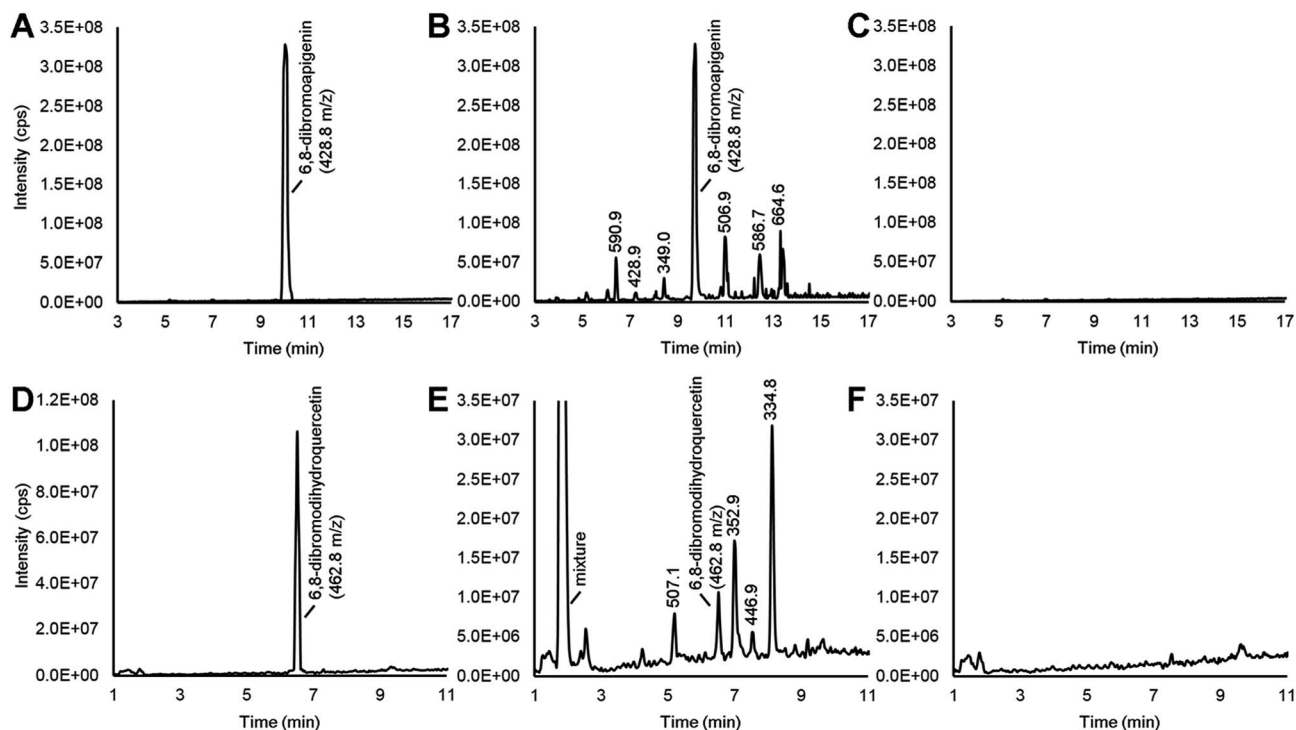 A
3.5E+08
3.0E+08
2.5E+08
2.0E+08
1.5E+08
1.0E+08
5.0E+07
0.0E+00
Intensity (cps)
6,8-dibromoapigenin
(428.8 m/z)
3 5 7 9 11 13 15 17
Time (min)
B
3.5E+08
3.0E+08
2.5E+08
2.0E+08
1.5E+08
1.0E+08
5.0E+07
0.0E+00
590.9
428.9
349.0
6,8-dibromoapigenin
(428.8 m/z)
506.9
586.7
664.6
3 5 7 9 11 13 15 17
Time (min)
C
3.5E+08
3.0E+08
2.5E+08
2.0E+08
1.5E+08
1.0E+08
5.0E+07
0.0E+00
3 5 7 9 11 13 15 17
Time (min)
D
1.2E+08
1.0E+08
8.0E+07
6.0E+07
4.0E+07
2.0E+07
0.0E+00
Intensity (cps)
6,8-dibromodihydroquercetin
(462.8 m/z)
1 3 5 7 9 11
Time (min)
E
3.5E+07
3.0E+07
2.5E+07
2.0E+07
1.5E+07
1.0E+07
5.0E+06
0.0E+00
mixture
507.1
6,8-dibromodihydroquercetin
(462.8 m/z)
352.9
446.9
334.8
1 3 5 7 9 11
Time (min)
F
3.5E+07
3.0E+07
2.5E+07
2.0E+07
1.5E+07
1.0E+07
5.0E+06
0.0E+00
1 3 5 7 9 11
Time (min)